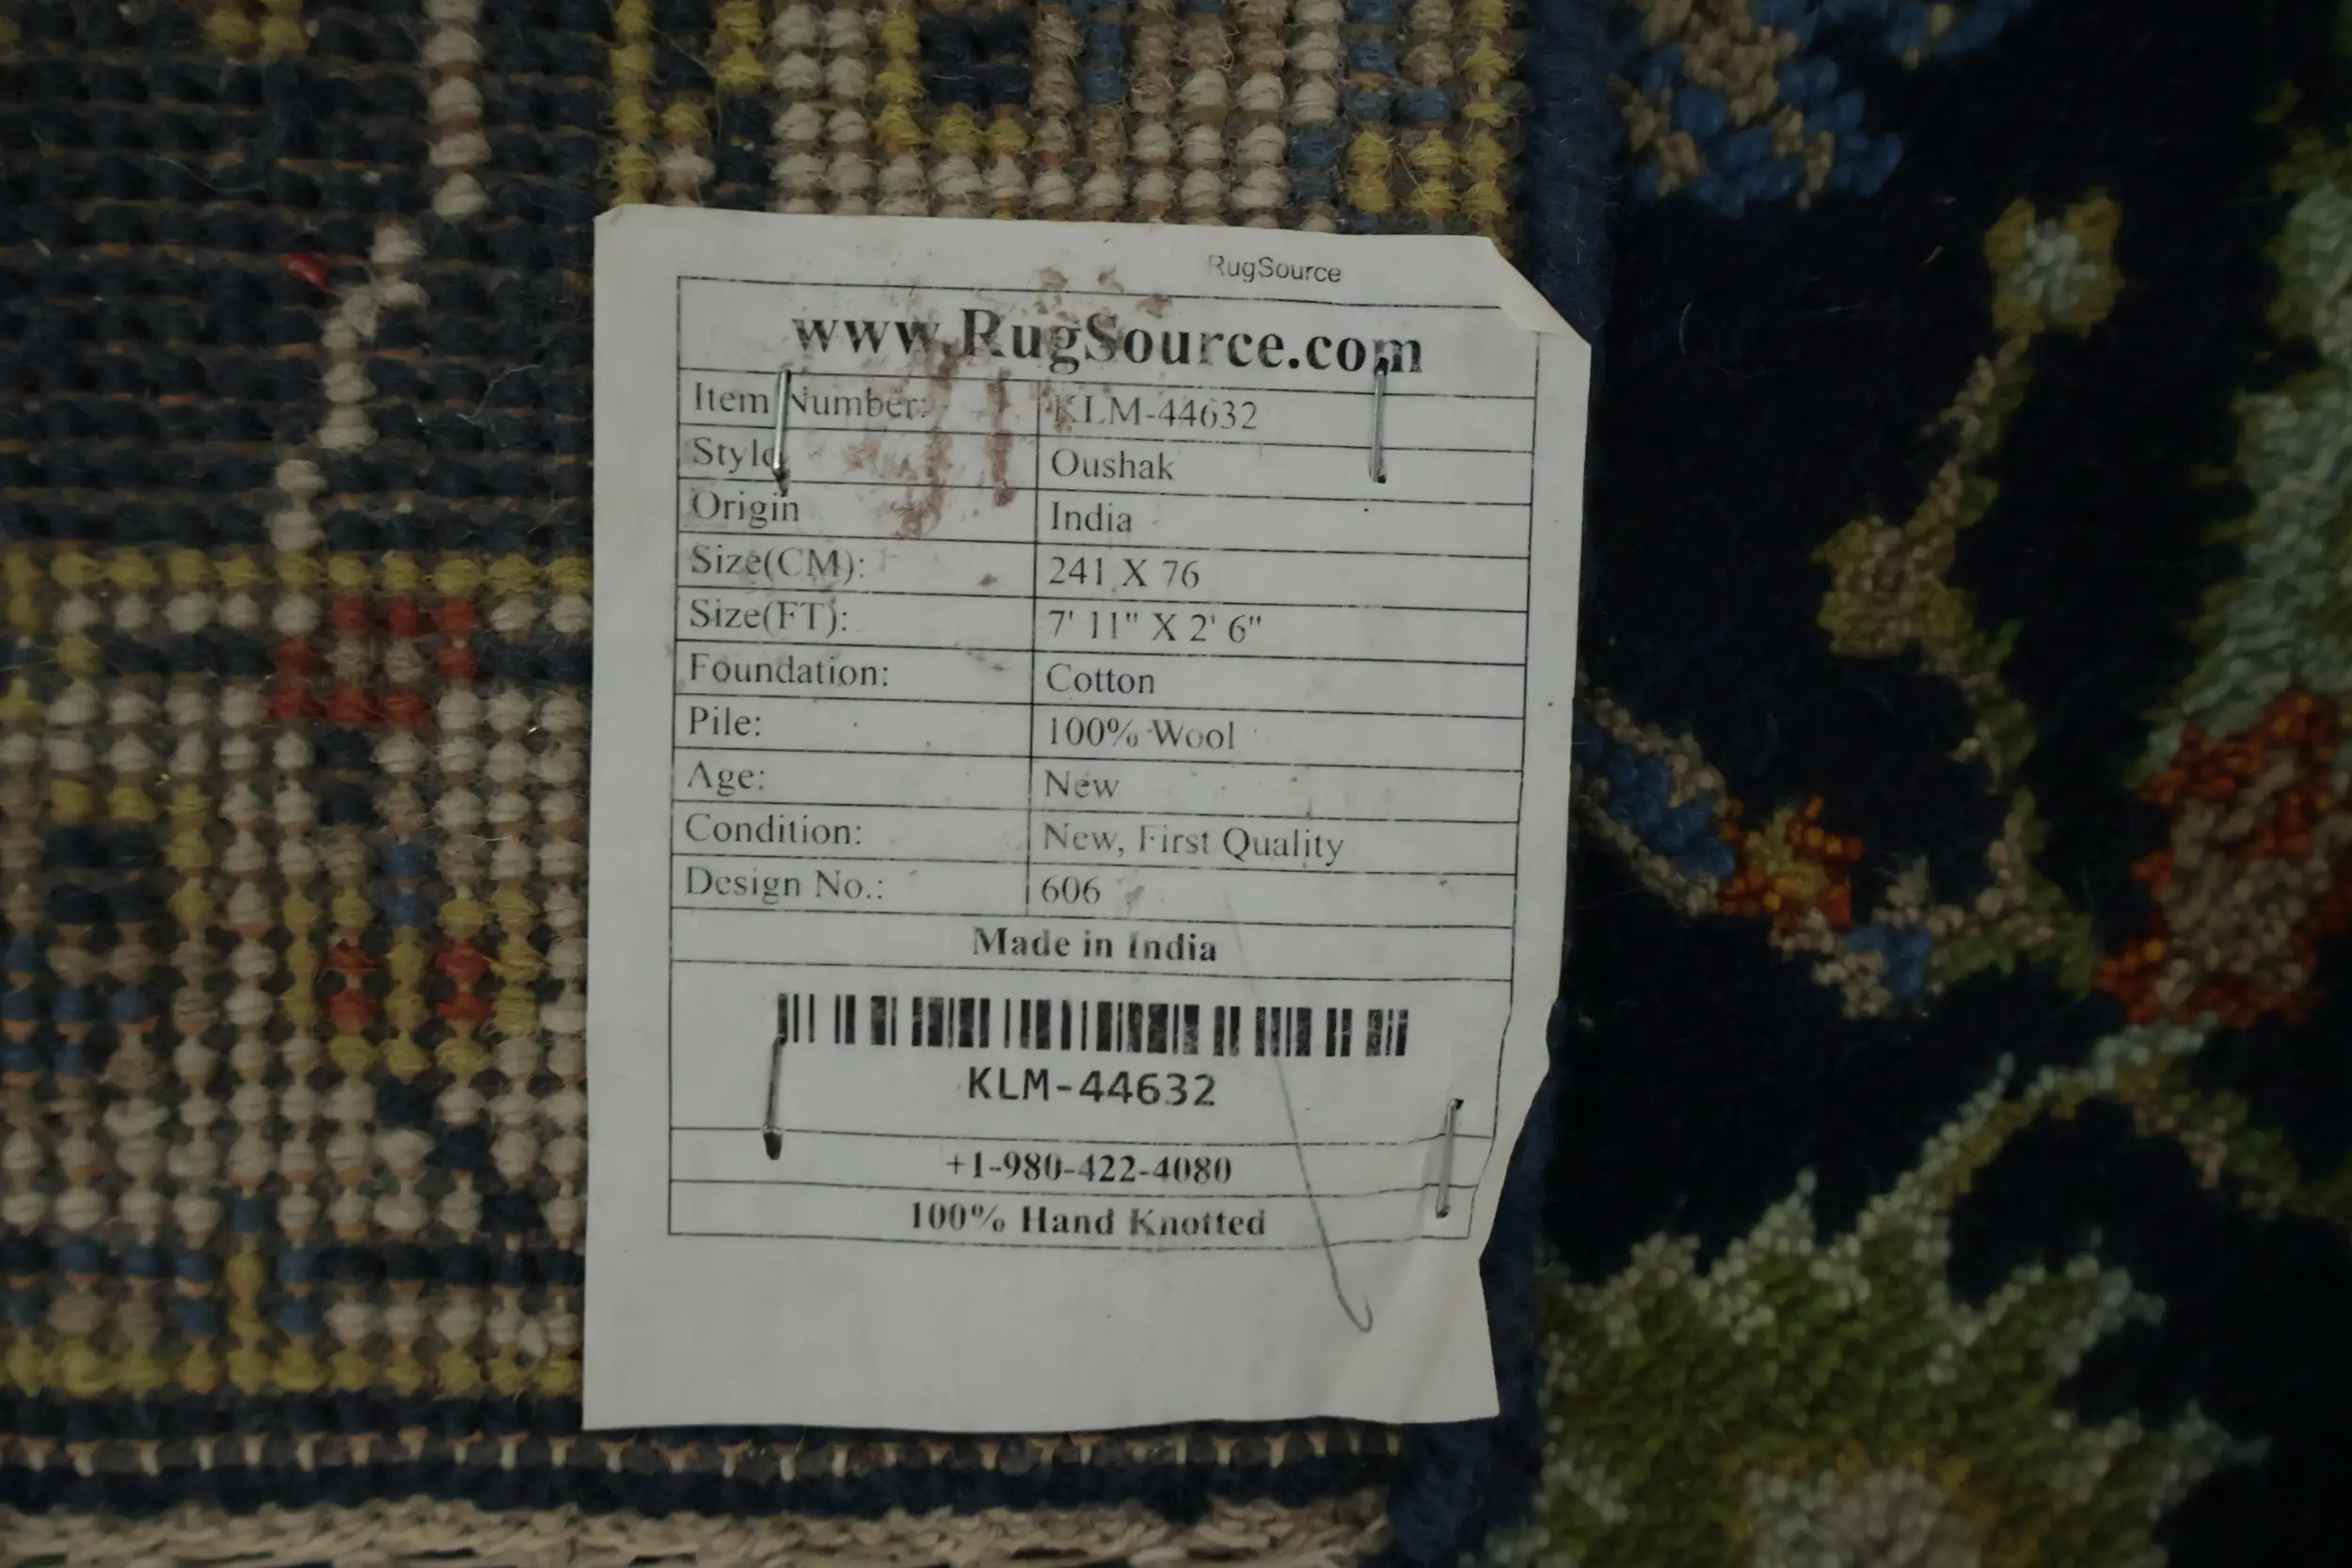 RugSource
www.RugSource.com
Item Number: KLM-44632
Style Oushak
Origin India
Size(CM): 241 X 76
Size(FT): 7' 11" X 2' 6"
Foundation: Cotton
Pile: 100% Wool
Age: New
Condition: New, First Quality
Design No.: 606
Made in India
KLM-44632
+1-980-422-4080
100% Hand Knotted